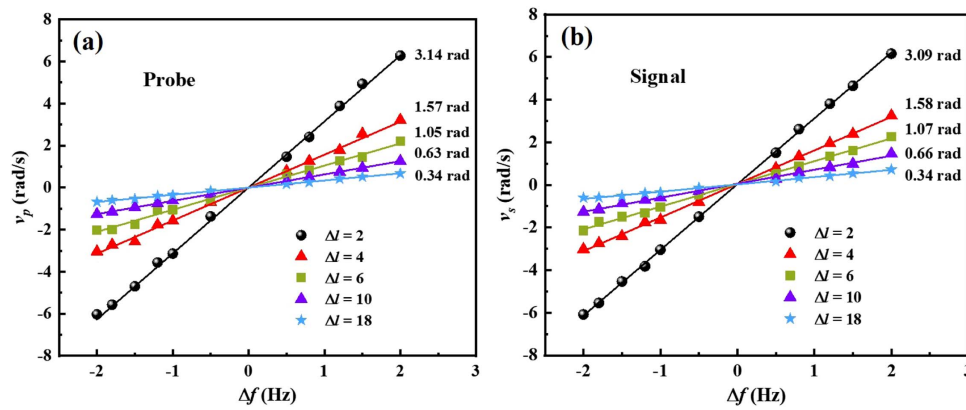 (a)
Probe
8
6
4
2
0
-2
-4
-6
-8
νp (rad/s)
3.14 rad
1.57 rad
1.05 rad
0.63 rad
0.34 rad
Δl = 2
Δl = 4
Δl = 6
Δl = 10
Δl = 18
-2 -1 0 1 2 3
Δf (Hz)
(b)
Signal
8
6
4
2
0
-2
-4
-6
-8
νs (rad/s)
3.09 rad
1.58 rad
1.07 rad
0.66 rad
0.34 rad
Δl = 2
Δl = 4
Δl = 6
Δl = 10
Δl = 18
-2 -1 0 1 2 3
Δf (Hz)